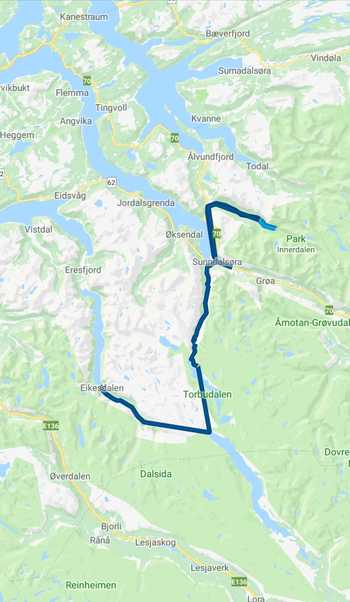 Kanestraum
Bæverfjord
70
Vindøla
Surnadalsøra
vikbukt
Flemma
Tingvoll
Kvanne
Angvika
Heggem
70
Ålvundfjord
Todal
62
Eidsvåg
Jordalsgrenda
Vistdal
Øksendal
70
Park
Innerdalen
Eresfjord
Sunndalsøra
Grøa
70
Åmotan-Grøvudal
Eikesdalen
Torbudalen
E136
Dovre
Dalsida
Øverdalen
Bjorli
Rånå
Lesjaskog
Lesjaverk
E136
Reinheimen
Lora